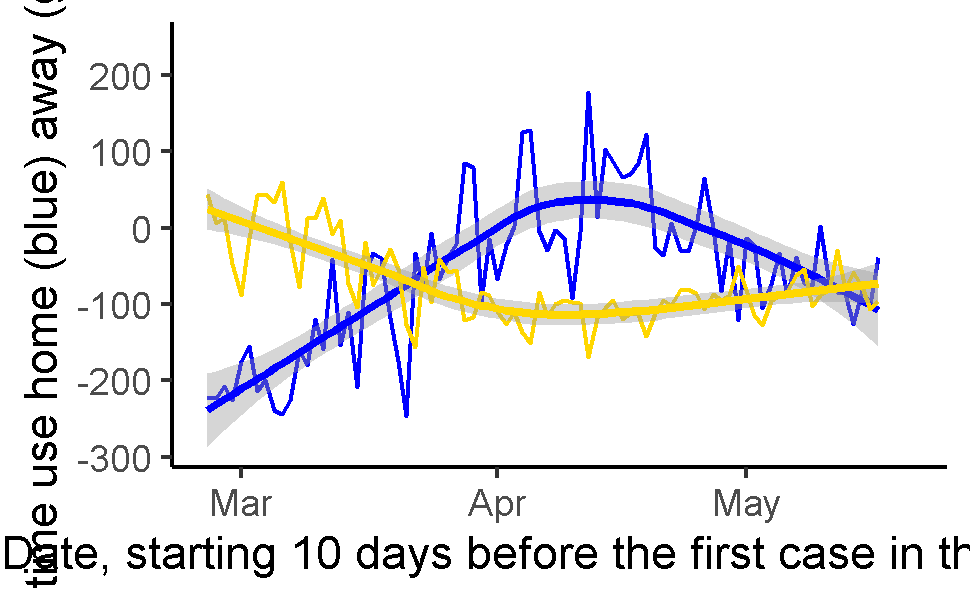 time use home (blue) away (
200
100
0
-100
-200
-300
Mar
Apr
May
Date, starting 10 days before the first case in th